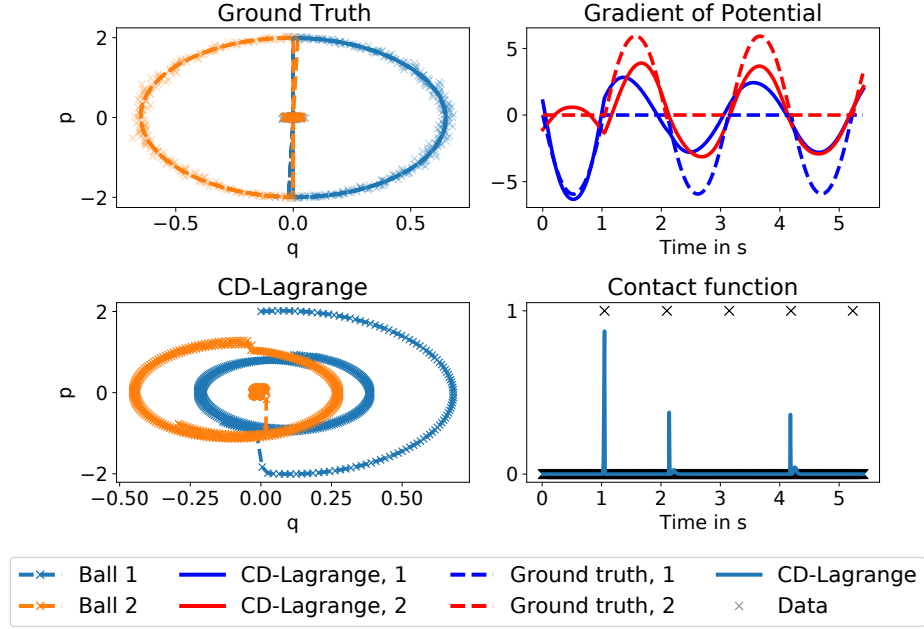 Ground Truth
Gradient of Potential
2
0
−2
p
−0.5
0.0
0.5
q
5
0
−5
0
1
2
3
4
5
Time in s
CD-Lagrange
Contact function
2
0
−2
p
−0.50
−0.25
0.00
0.25
0.50
q
1
0
0
1
2
3
4
5
Time in s
Ball 1
CD-Lagrange, 1
Ground truth, 1
CD-Lagrange
Ball 2
CD-Lagrange, 2
Ground truth, 2
Data